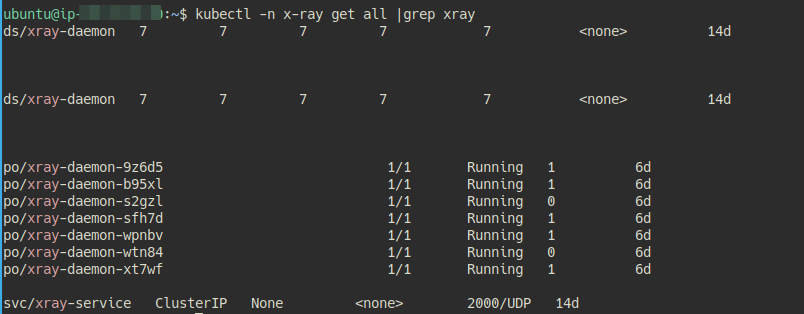 ubuntu@ip-:~$ kubectl -n x-ray get all |grep xray
ds/xray-daemon 7 7 7 7 7 <none> 14d
ds/xray-daemon 7 7 7 7 7 <none> 14d
po/xray-daemon-9z6d5 1/1 Running 1 6d
po/xray-daemon-b95xl 1/1 Running 1 6d
po/xray-daemon-s2gzl 1/1 Running 0 6d
po/xray-daemon-sfh7d 1/1 Running 1 6d
po/xray-daemon-wpnbv 1/1 Running 1 6d
po/xray-daemon-wtn84 1/1 Running 0 6d
po/xray-daemon-xt7wf 1/1 Running 1 6d
svc/xray-service ClusterIP None <none> 2000/UDP 14d